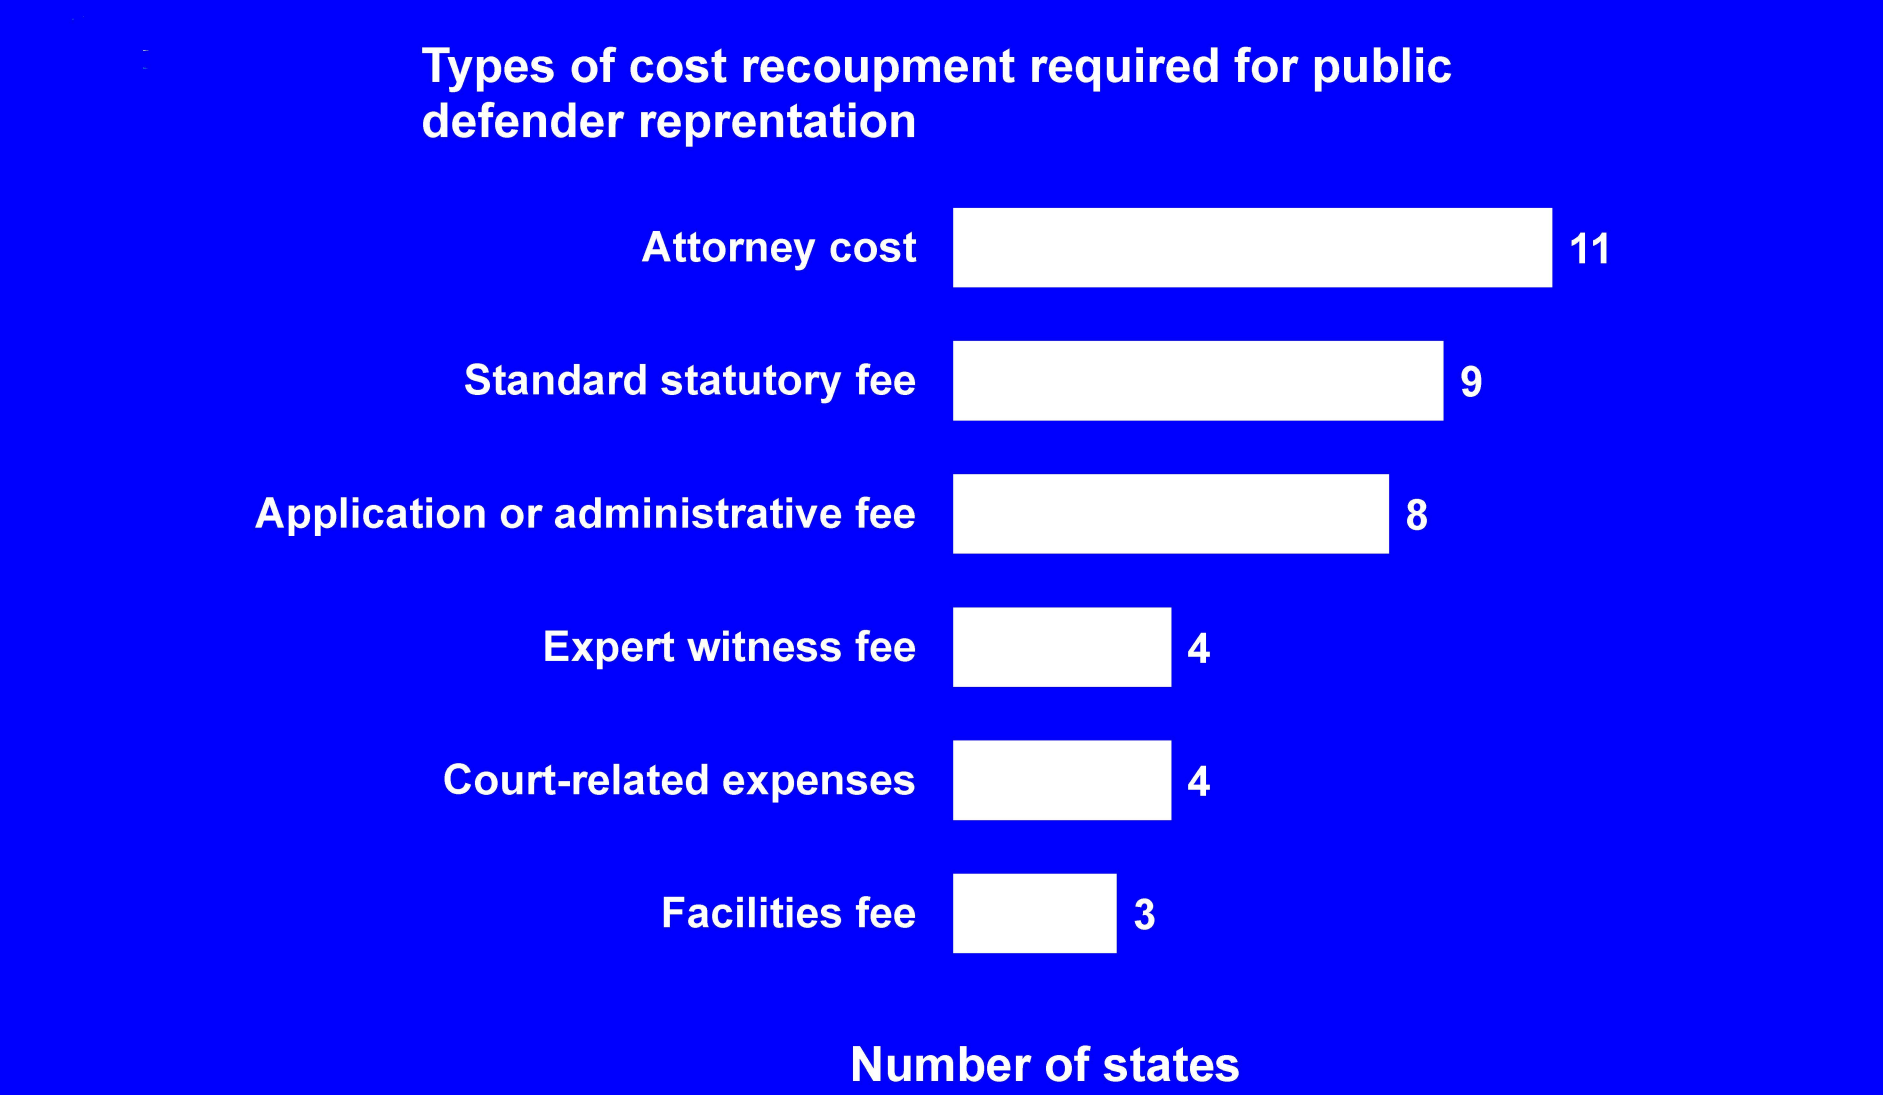 Types of cost recoupment required for public
defender reprentation
Attorney cost 11
Standard statutory fee 9
Application or administrative fee 8
Expert witness fee 4
Court-related expenses 4
Facilities fee 3
Number of states